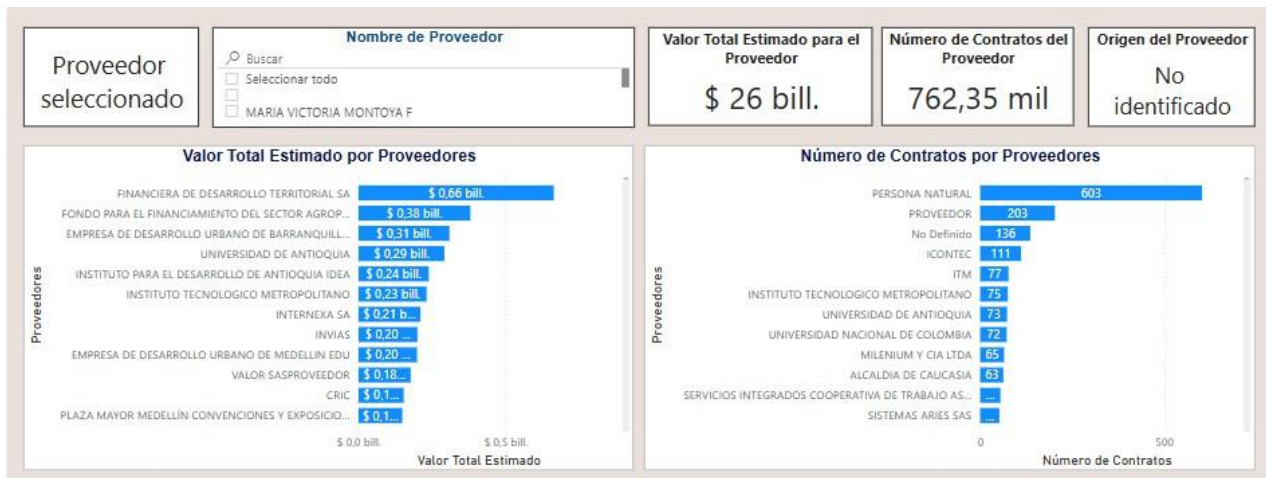 Proveedor
seleccionado
Nombre de Proveedor
Buscar
Seleccionar todo
MARIA VICTORIA MONTOYA F
Valor Total Estimado para el
Proveedor
$ 26 bill.
Número de Contratos del
Proveedor
762,35 mil
Origen del Proveedor
No
identificado
Valor Total Estimado por Proveedores
Proveedores
FINANCIERA DE DESARROLLO TERRITORIAL SA $ 0,66 bill.
FONDO PARA EL FINANCIAMIENTO DEL SECTOR AGROP... $ 0,38 bill.
EMPRESA DE DESARROLLO URBANO DE BARRANQUILL... $ 0,31 bill.
UNIVERSIDAD DE ANTIOQUIA $ 0,29 bill.
INSTITUTO PARA EL DESARROLLO DE ANTIOQUIA IDEA $ 0,24 bill.
INSTITUTO TECNOLOGICO METROPOLITANO $ 0,23 bill.
INTERNEXA SA $ 0,21 b...
INVIAS $ 0,20 ...
EMPRESA DE DESARROLLO URBANO DE MEDELLIN EDU $ 0,20 ...
VALOR SASPROVEEDOR $ 0,18...
CRIC $ 0,1...
PLAZA MAYOR MEDELLÍN CONVENCIONES Y EXPOSICIO... $ 0,1...
$ 0,0 bill. $ 0,5 bill.
Valor Total Estimado
Número de Contratos por Proveedores
Proveedores
PERSONA NATURAL 603
PROVEEDOR 203
No Definido 136
ICONTEC 111
ITM 77
INSTITUTO TECNOLOGICO METROPOLITANO 75
UNIVERSIDAD DE ANTIOQUIA 73
UNIVERSIDAD NACIONAL DE COLOMBIA 72
MILENIUM Y CIA LTDA 65
ALCALDIA DE CAUCASIA 63
SERVICIOS INTEGRADOS COOPERATIVA DE TRABAJO AS... ...
SISTEMAS ARIES SAS ...
0 500
Número de Contratos